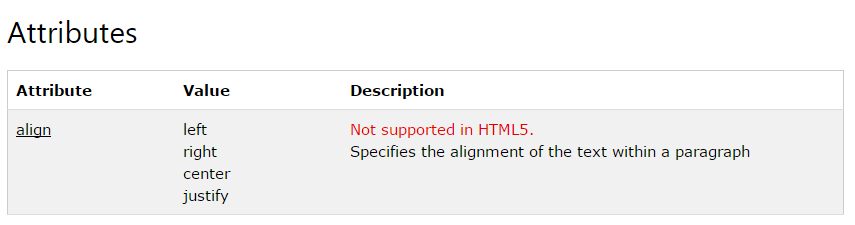 Attributes
Attribute Value Description
align left Not supported in HTML5.
right Specifies the alignment of the text within a paragraph
center
justify